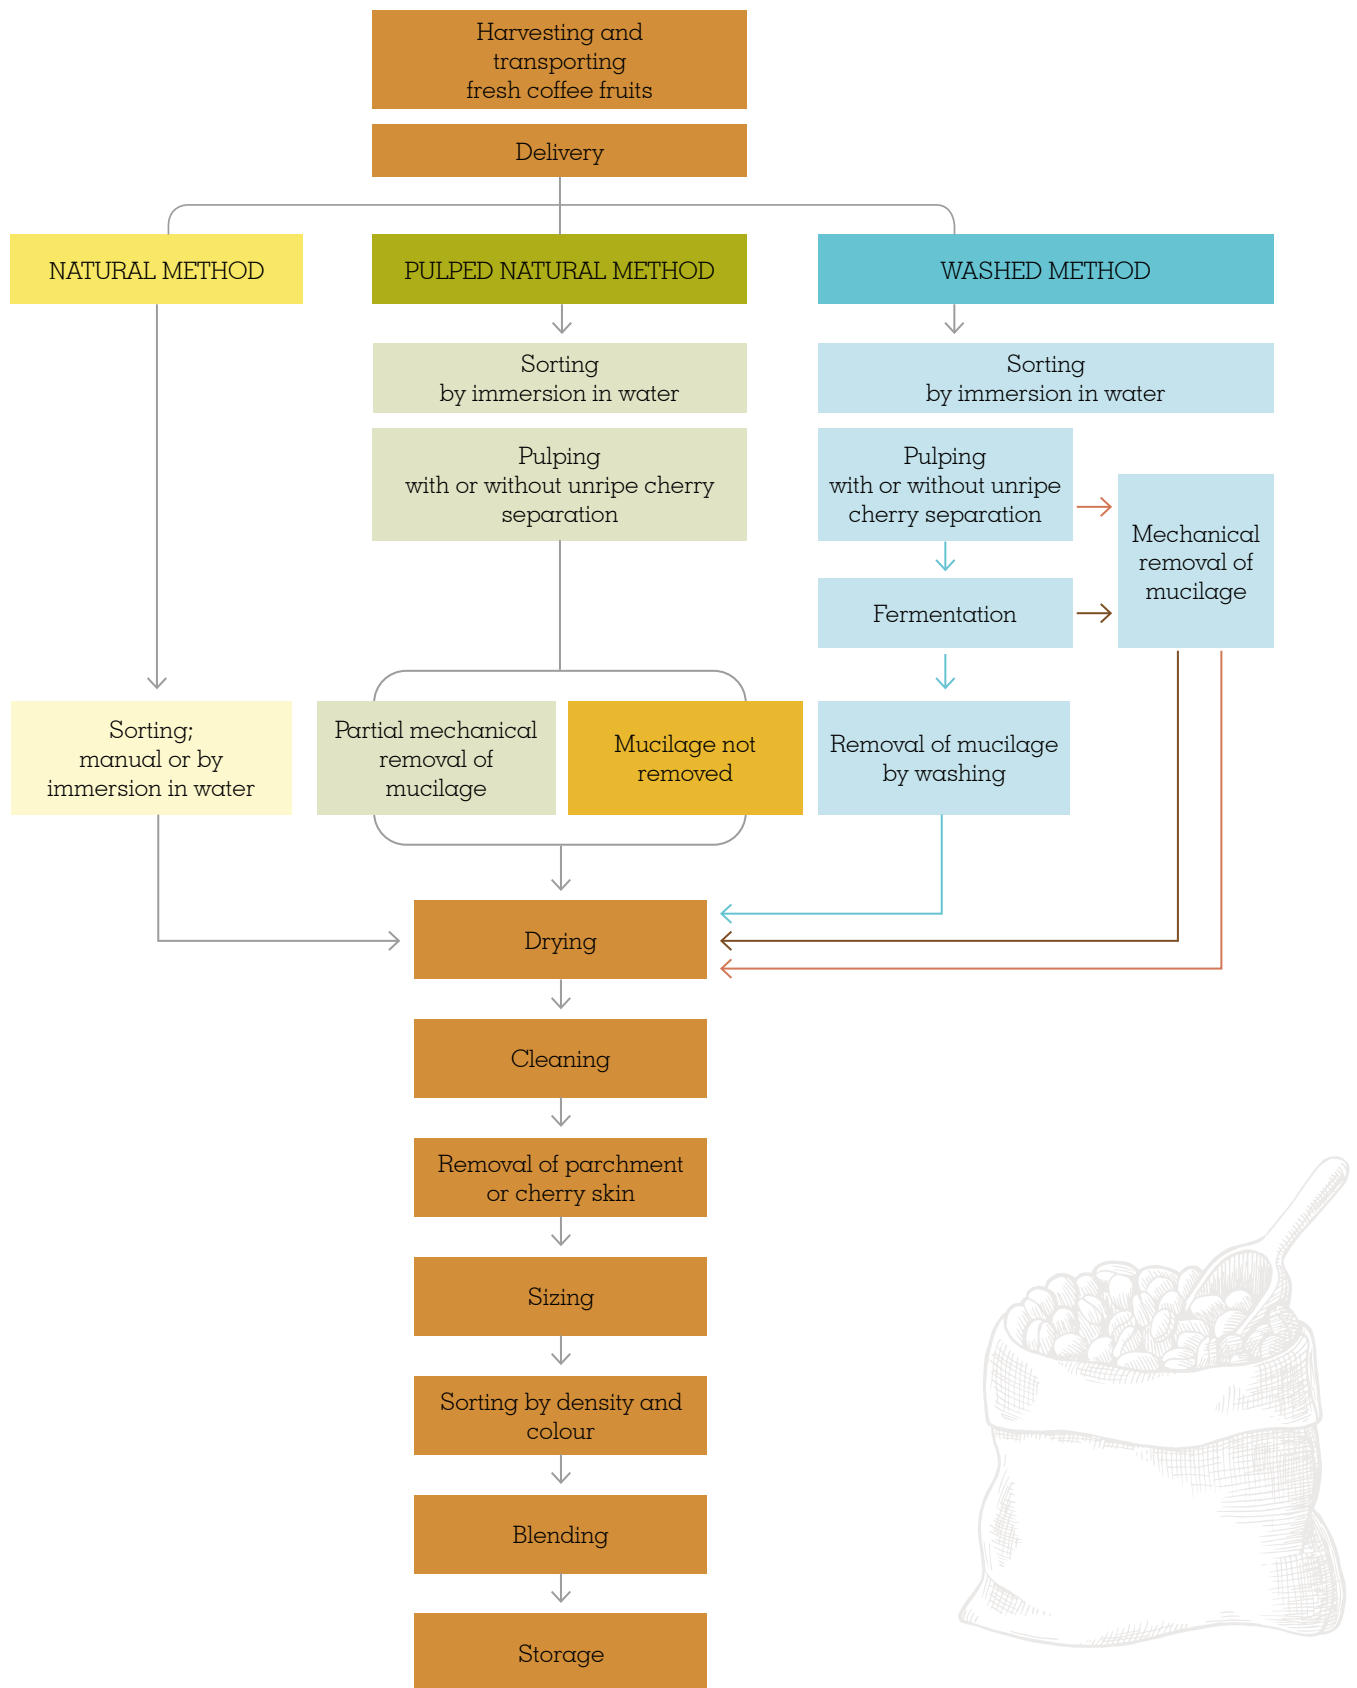 Harvesting and
transporting
fresh coffee fruits
Delivery
NATURAL METHOD
PULPED NATURAL METHOD
WASHED METHOD
Sorting
by immersion in water
Sorting
by immersion in water
Pulping
with or without unripe cherry
separation
Pulping
with or without unripe
cherry separation
Mechanical
removal of
mucilage
Fermentation
Sorting;
manual or by
immersion in water
Partial mechanical
removal of
mucilage
Mucilage not
removed
Removal of mucilage
by washing
Drying
Cleaning
Removal of parchment
or cherry skin
Sizing
Sorting by density and
colour
Blending
Storage